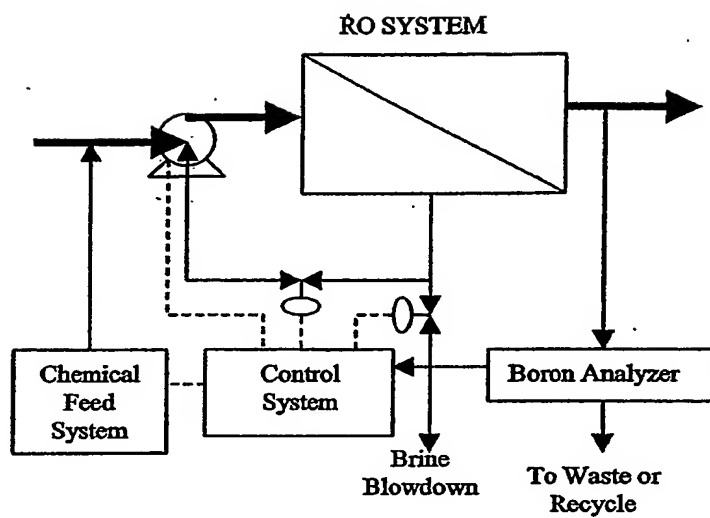 RO SYSTEM
Chemical
Feed
System
Control
System
Boron Analyzer
Brine
Blowdown
To Waste or
Recycle